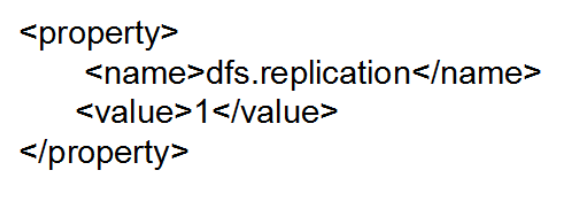 <property>
<name>dfs.replication</name>
<value>1</value>
</property>